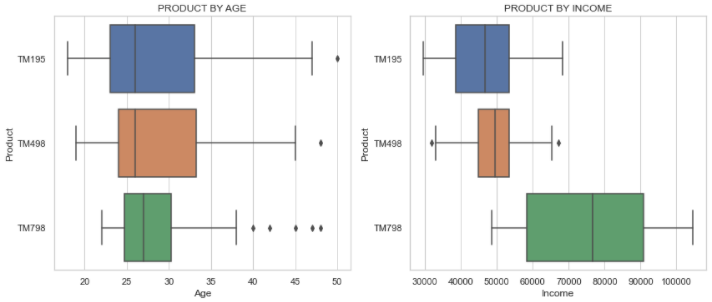 PRODUCT BY AGE
Product
TM195
TM498
TM798
20 25 30 35 40 45 50
Age
PRODUCT BY INCOME
Product
TM195
TM498
TM798
30000 40000 50000 60000 70000 80000 90000 100000
Income